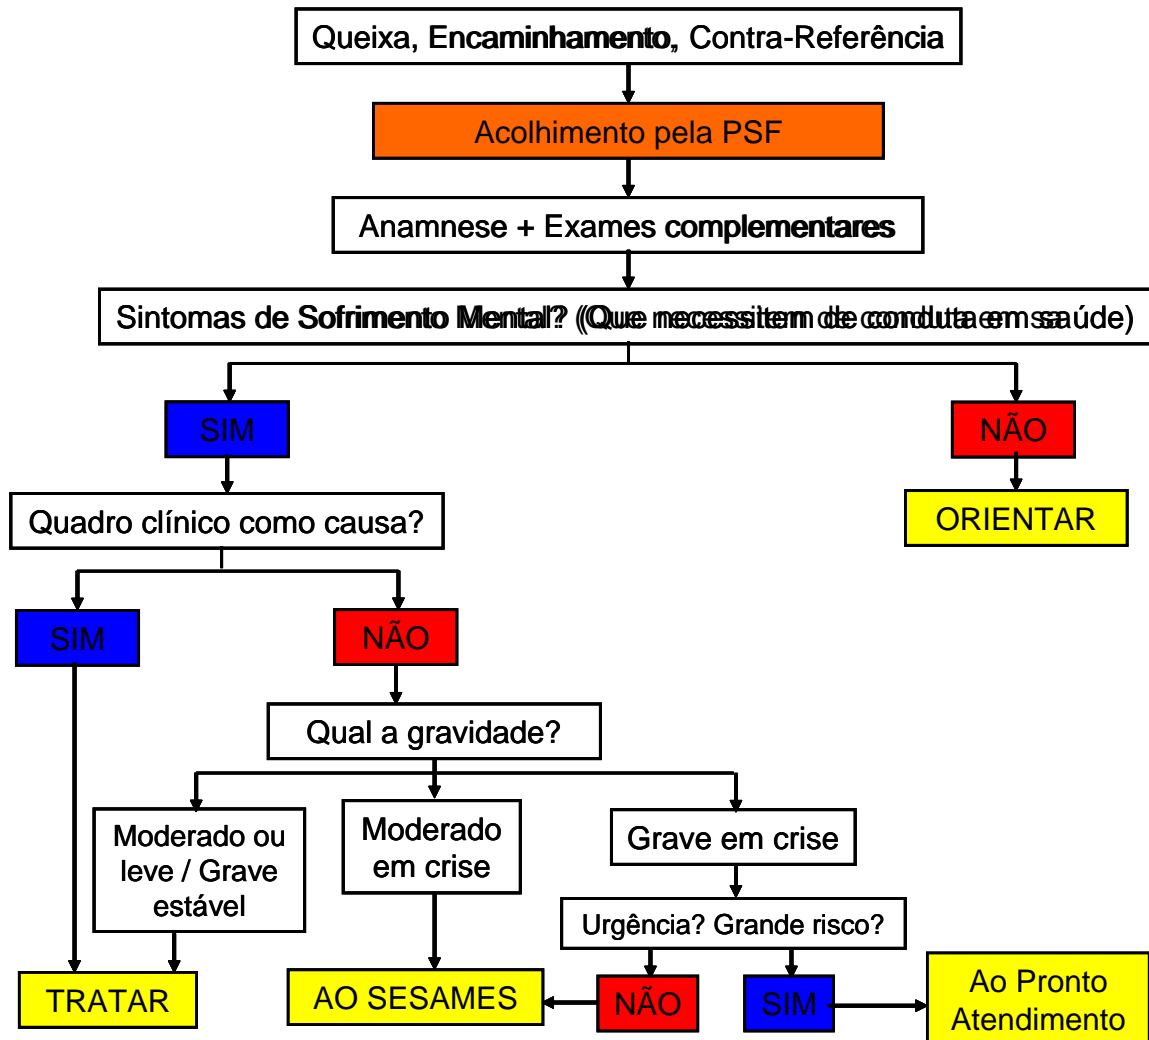 Queixa, Encaminhamento, Contra-Referência
Acolhimento pela PSF
Anamnese + Exames complementares
Sintomas de Sofrimento Mental? (Que necessitem de conduta em saúde)
SIM
NÃO
Quadro clínico como causa?
ORIENTAR
SIM
NÃO
Qual a gravidade?
Moderado ou
leve / Grave
estável
Moderado
em crise
Grave em crise
Urgência? Grande risco?
TRATAR
AO SESAMES
NÃO
SIM
Ao Pronto
Atendimento